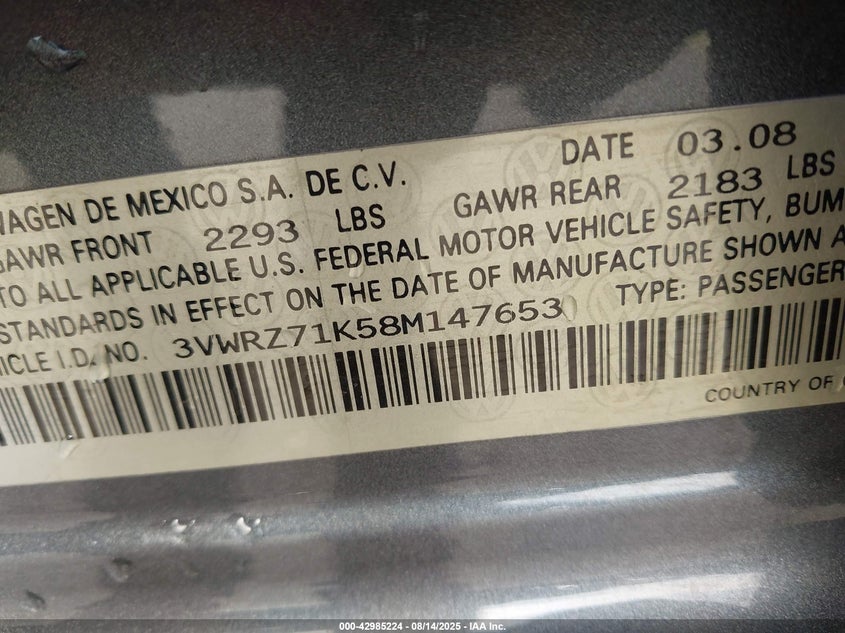 WAGEN DE MEXICO S.A. DE C.V. DATE 03.08
GAWR FRONT 2293 LBS GAWR REAR 2183 LBS
TO ALL APPLICABLE U.S. FEDERAL MOTOR VEHICLE SAFETY, BUM
STANDARDS IN EFFECT ON THE DATE OF MANUFACTURE SHOWN A
HICLE I.D. NO. 3VWRZ71K58M147653 TYPE: PASSENGER
COUNTRY OF
000-42985224 - 08/14/2025 - IAA Inc.